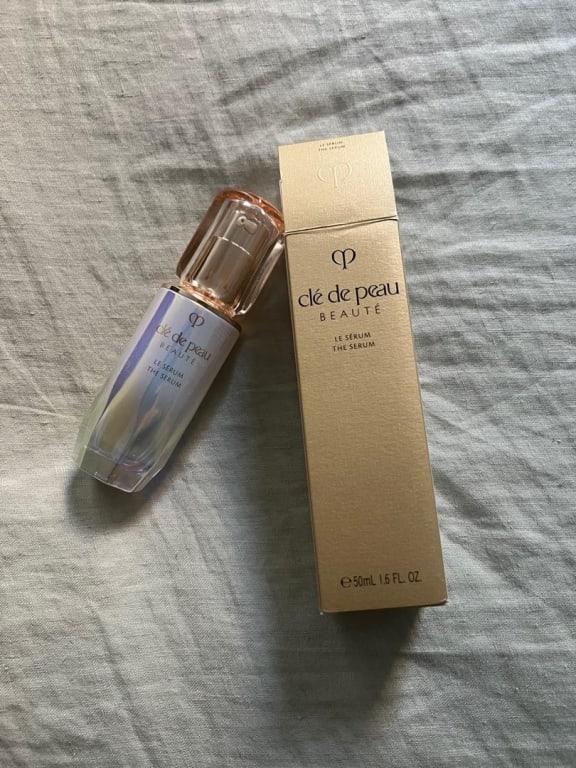 clé de peau
BEAUTÉ
LE SÉRUM
THE SERUM
LE SÉRUM
THE SERUM
clé de peau
BEAUTÉ
LE SÉRUM
THE SERUM
℮50mL 1.6 FL. OZ.